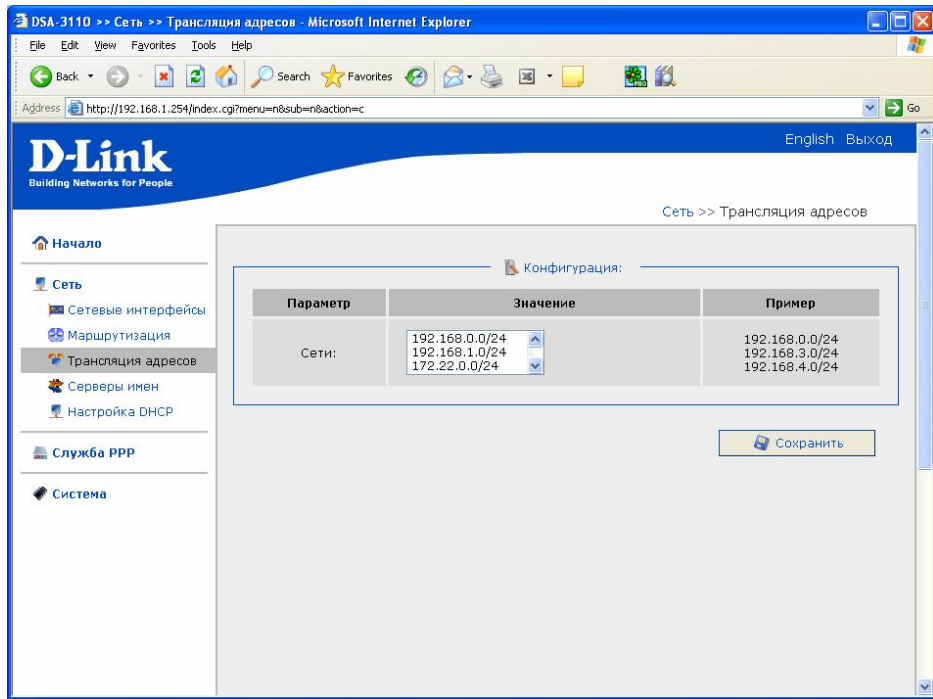 DSA-3110 >> Сеть >> Трансляция адресов - Microsoft Internet Explorer
File Edit View Favorites Tools Help
Back Search Favorites
Address http://192.168.1.254/index.cgi?menu=n&sub=n&action=c Go
English Выход
D-Link
Building Networks for People
Сеть >> Трансляция адресов
Начало
Сеть
Сетевые интерфейсы
Маршрутизация
Трансляция адресов
Серверы имен
Настройка DHCP
Служба PPP
Система
Конфигурация:
Параметр Значение Пример
Сети:
192.168.0.0/24
192.168.1.0/24
172.22.0.0/24
192.168.0.0/24
192.168.3.0/24
192.168.4.0/24
Сохранить